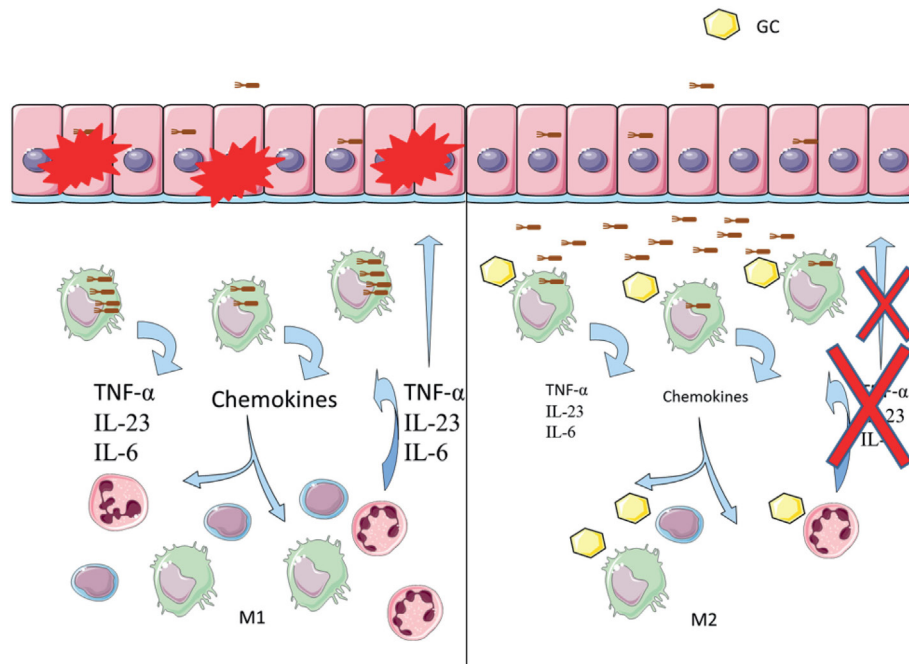 GC
TNF-α
IL-23
IL-6
Chemokines
TNF-α
IL-23
IL-6
M1
TNF-α
IL-23
IL-6
Chemokines
M2